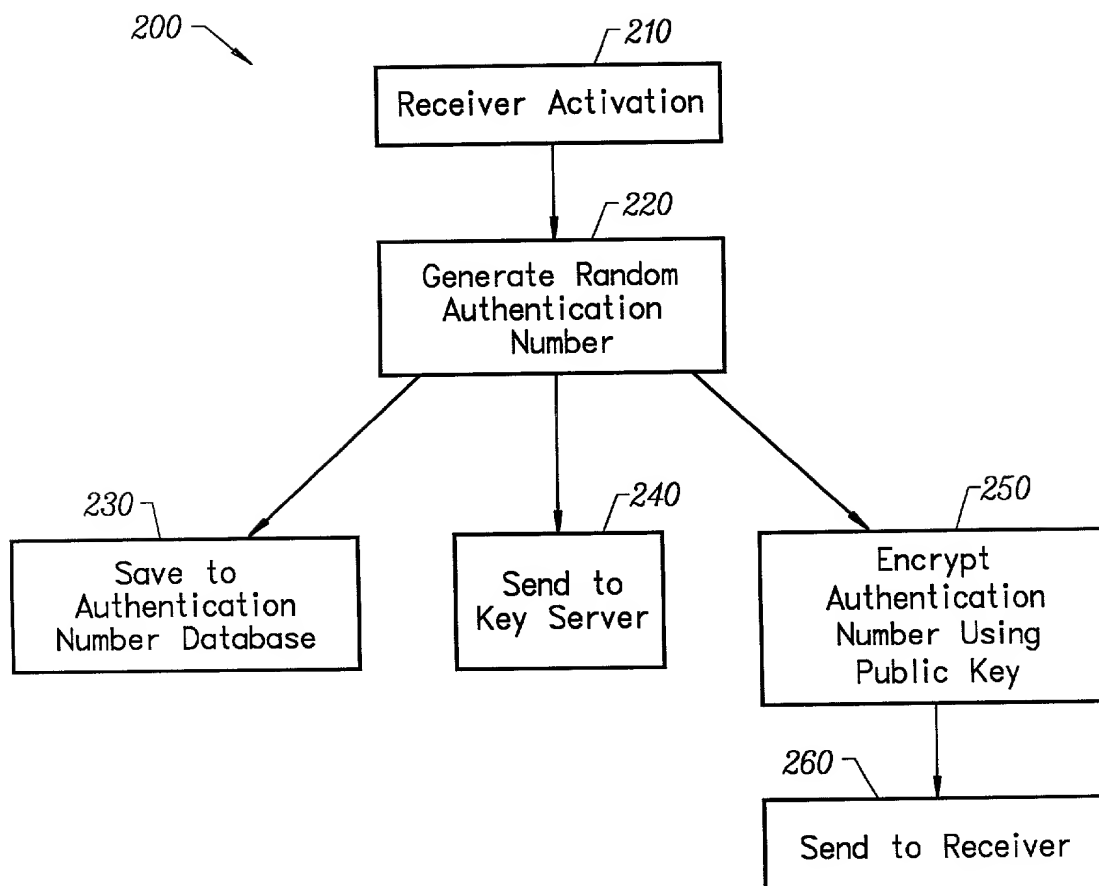 200
210
Receiver Activation
220
Generate Random
Authentication
Number
230
Save to
Authentication
Number Database
240
Send to
Key Server
250
Encrypt
Authentication
Number Using
Public Key
260
Send to Receiver